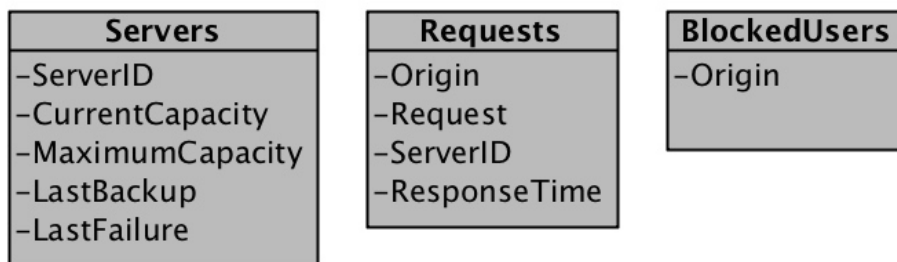 Servers
-ServerID
-CurrentCapacity
-MaximumCapacity
-LastBackup
-LastFailure
Requests
-Origin
-Request
-ServerID
-ResponseTime
BlockedUsers
-Origin